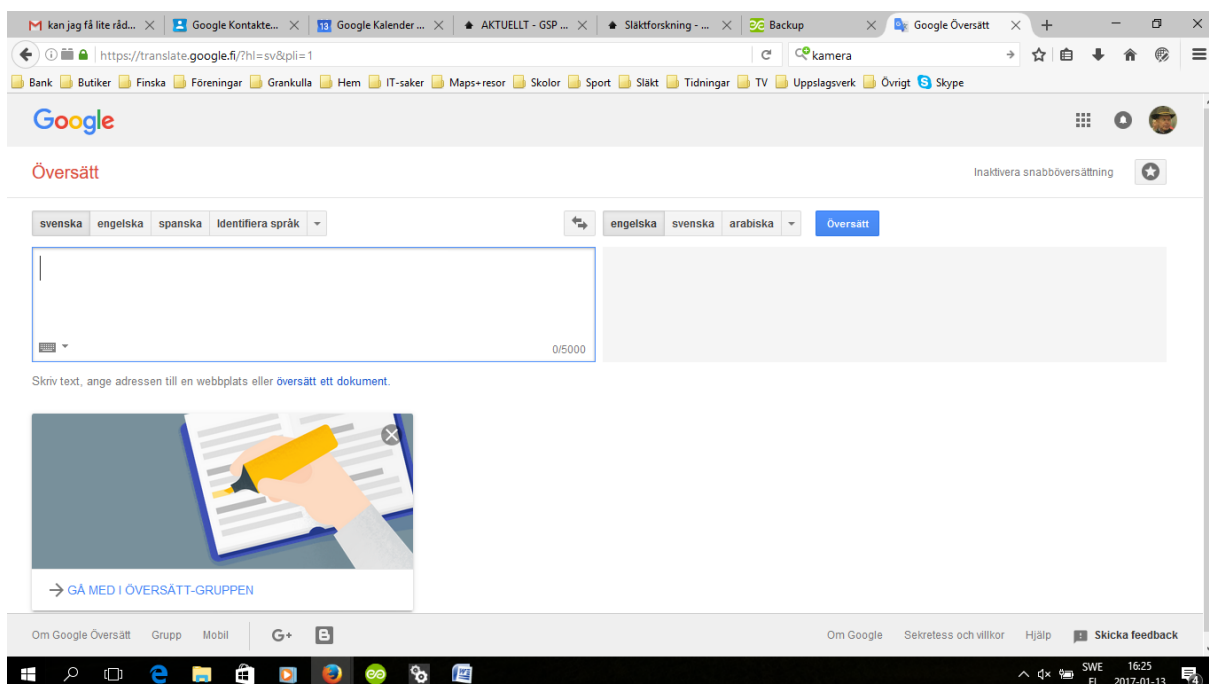 kan jag få lite råd... Google Kontakte... 13 Google Kalender ... AKTUELLT - GSP ... Släktforskning - ... Backup Google Översätt
https://translate.google.fi/?hl=sv&pli=1 kamera
Bank Butiker Finska Föreningar Grankulla Hem IT-saker Maps+resor Skolor Sport Släkt Tidningar TV Uppslagsverk Övrigt Skype
Google
Översätt Inaktivera snabböversättning
svenska engelska spanska Identifiera språk engelska svenska arabiska Översätt
0/5000
Skriv text, ange adressen till en webbplats eller översätt ett dokument.
GÅ MED I ÖVERSÄTT-GRUPPEN
Om Google Översätt Grupp Mobil G+ Om Google Sekretess och villkor Hjälp Skicka feedback
SWE 16:25
FI 2017-01-13 4